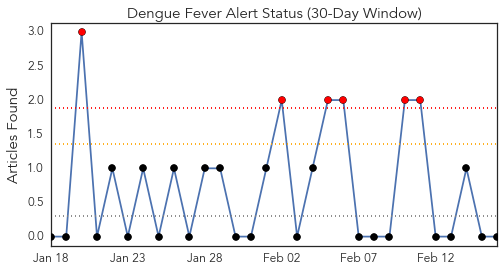 Dengue Fever Alert Status (30-Day Window)
Articles Found
3.0
2.5
2.0
1.5
1.0
0.5
0.0
Jan 18 Jan 23 Jan 28 Feb 02 Feb 07 Feb 12